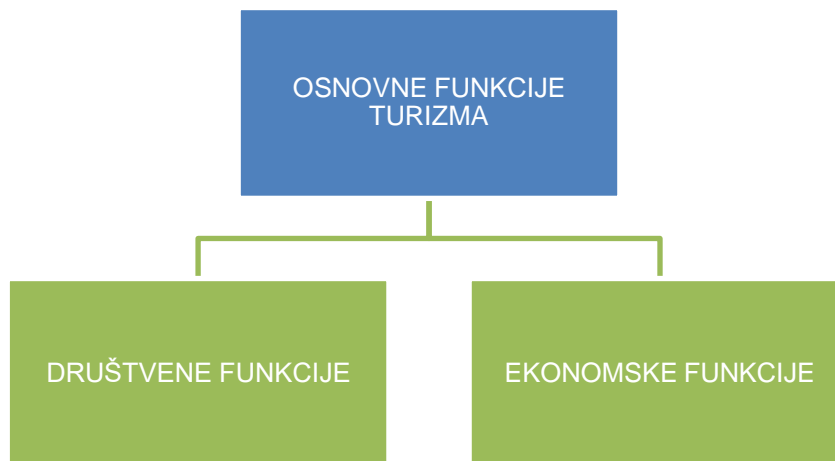 OSNOVNE FUNKCIJE
TURIZMA
DRUŠTVENE FUNKCIJE
EKONOMSKE FUNKCIJE